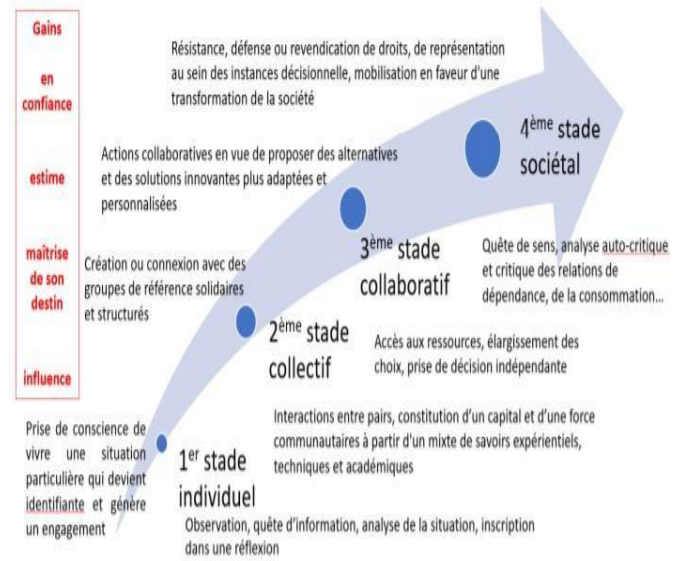 Gains
en
confiance
estime
maîtrise
de son
destin
influence
Résistance, défense ou revendication de droits, de représentation
au sein des instances décisionnelle, mobilisation en faveur d'une
transformation de la société
4ème stade
sociétal
Actions collaboratives en vue de proposer des alternatives
et des solutions innovantes plus adaptées et
personnalisées
3ème stade
collaboratif
Quête de sens, analyse auto-critique
et critique des relations de
dépendance, de la consommation...
Création ou connexion avec des
groupes de référence solidaires
et structurés
2ème stade
collectif
Accès aux ressources, élargissement des
choix, prise de décision indépendante
Prise de conscience de
vivre une situation
particulière qui devient
identifiante et génère
un engagement
1er stade
individuel
Interactions entre pairs, constitution d'un capital et d'une force
communautaires à partir d'un mixte de savoirs expérientiels,
techniques et académiques
Observation, quête d'information, analyse de la situation, inscription
dans une réflexion